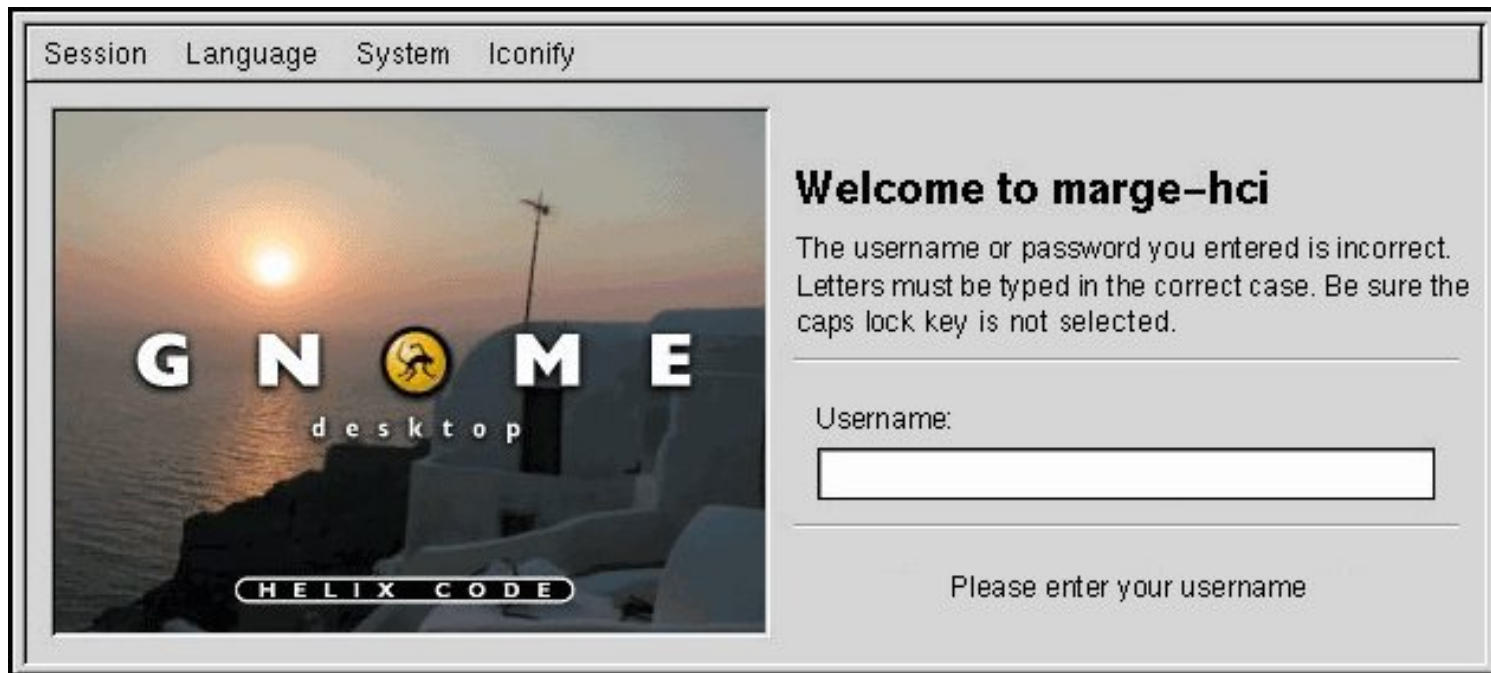 Session Language System Iconify
GNOME
desktop
HELIX CODE
Welcome to marge-hci
The username or password you entered is incorrect.
Letters must be typed in the correct case. Be sure the
caps lock key is not selected.
Username:
Please enter your username